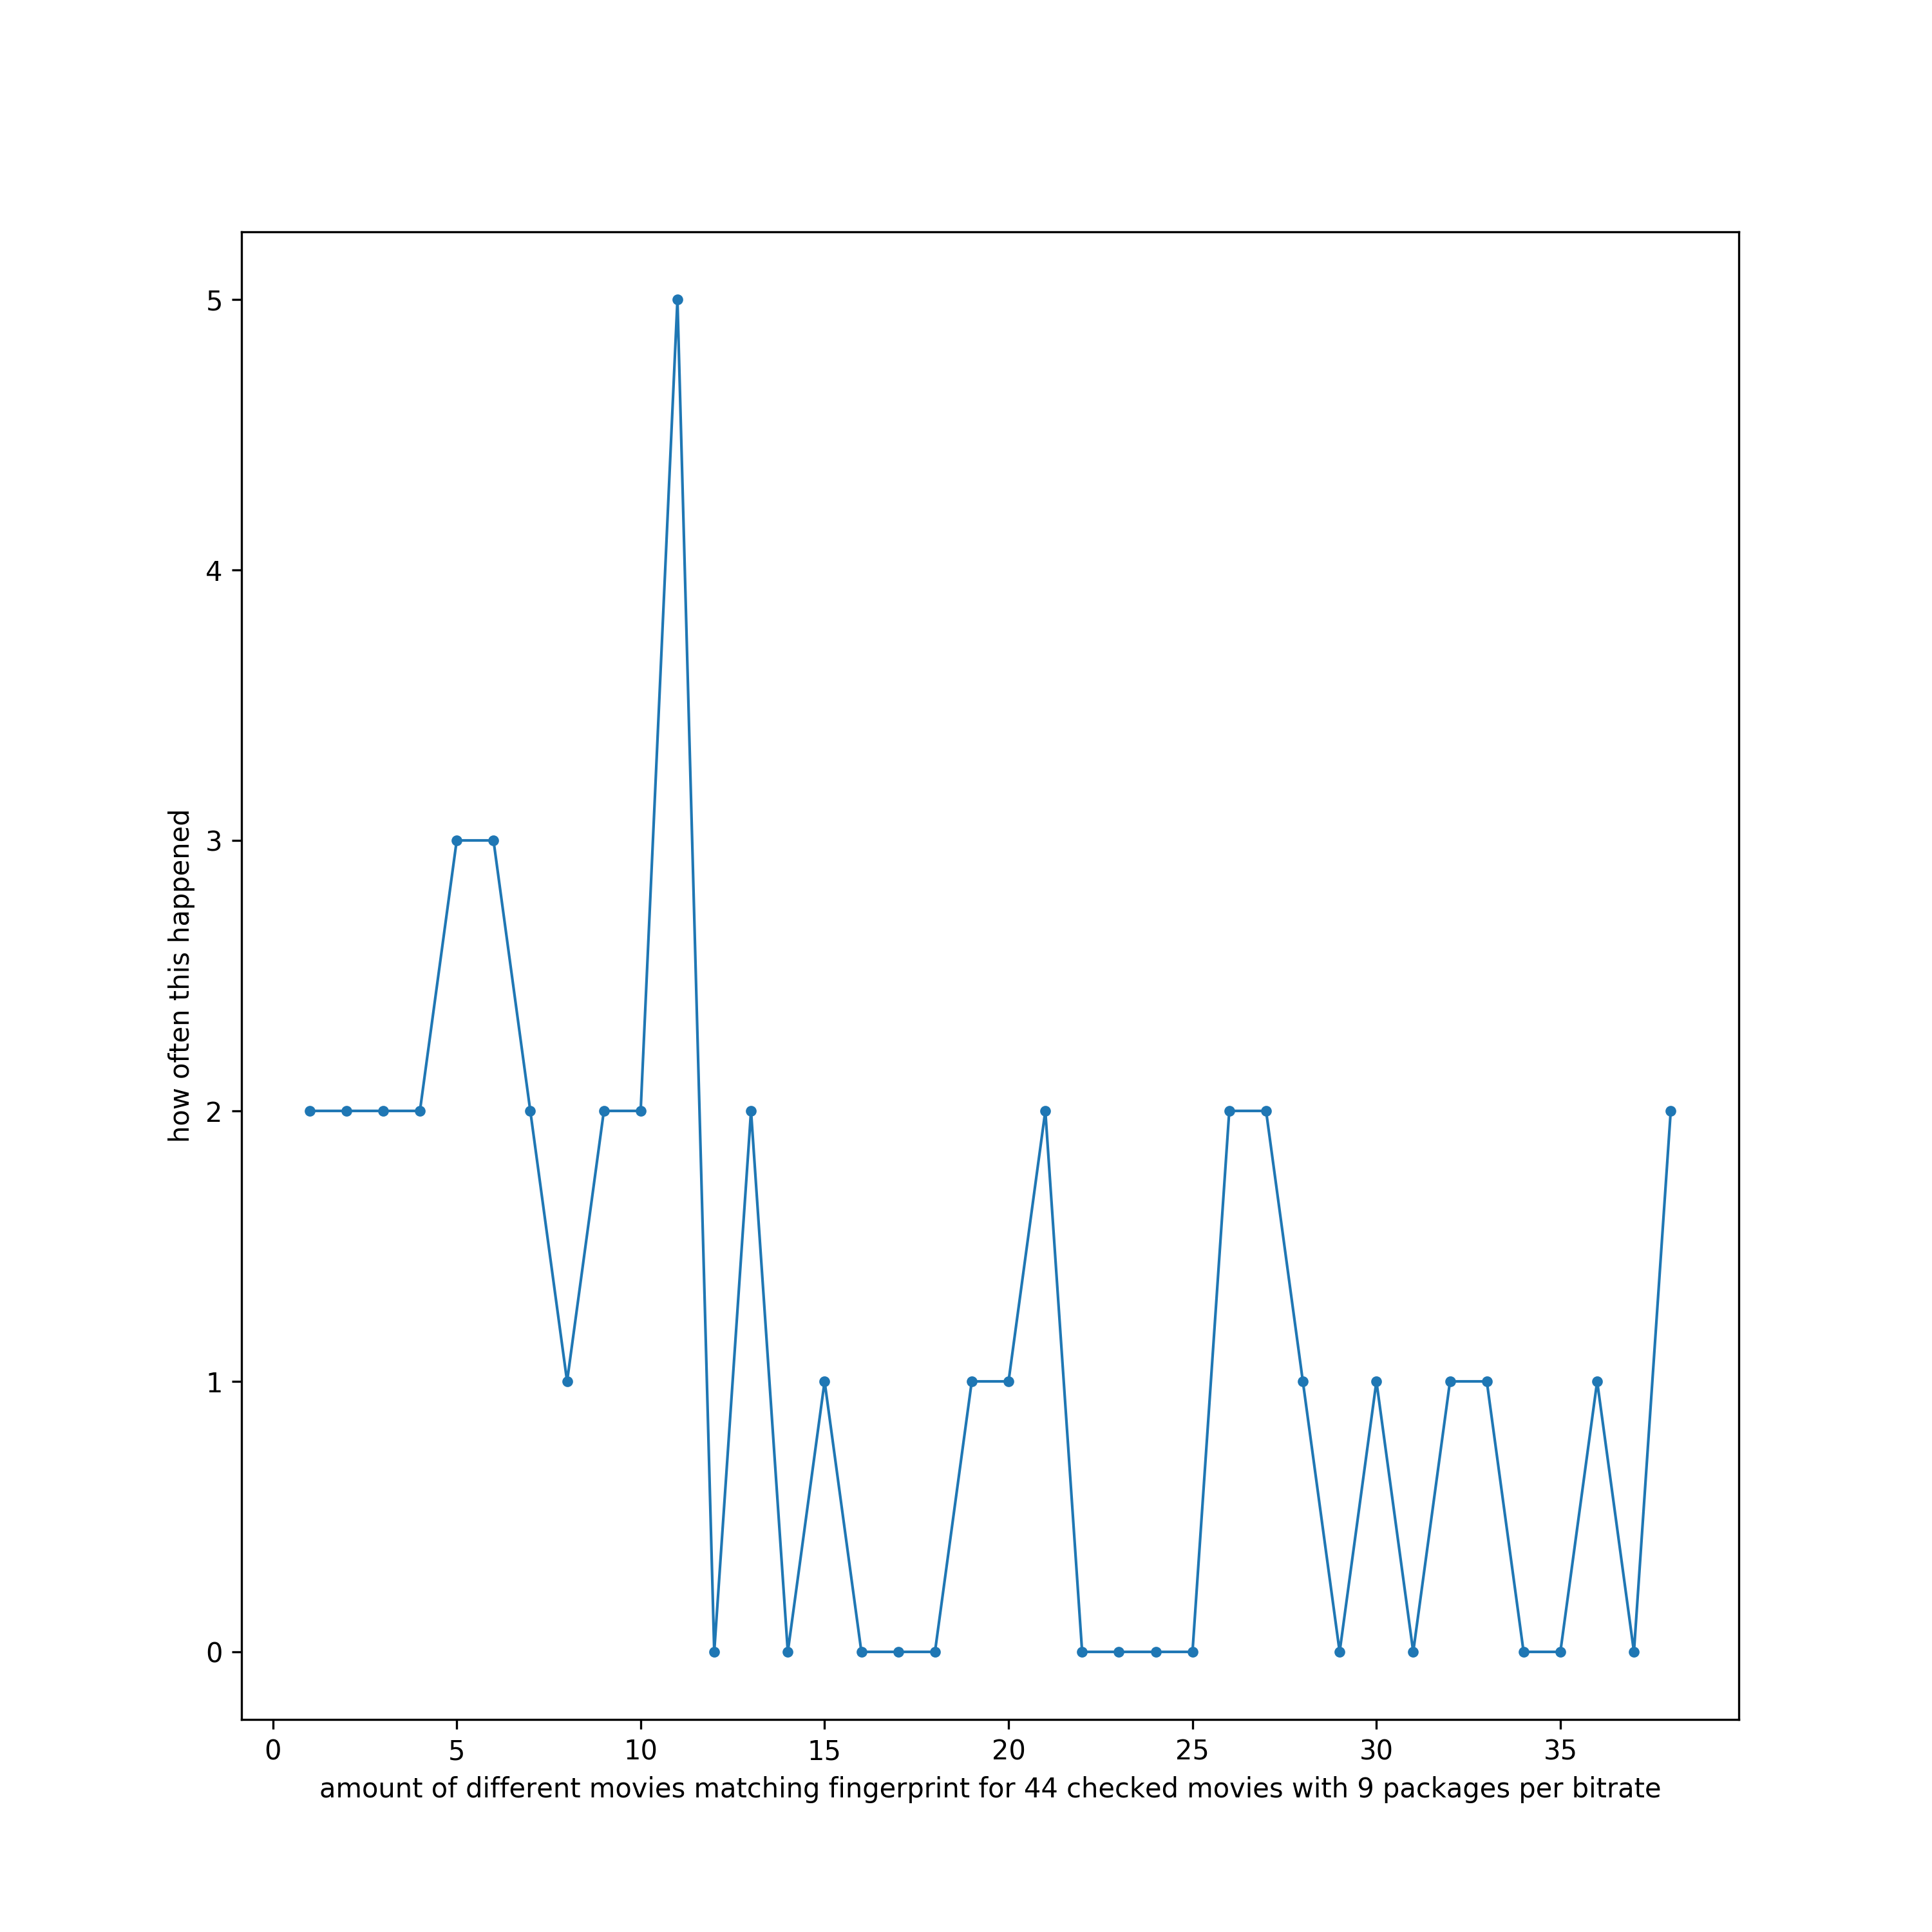 5
4
3
2
1
0
how often this happened
0 5 10 15 20 25 30 35
amount of different movies matching fingerprint for 44 checked movies with 9 packages per bitrate